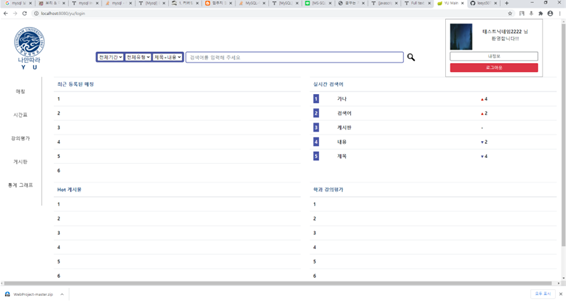 localhost:8080/yu/login
나만따라
YU
전체기간 전체유형 제목+내용 검색어를 입력해 주세요
테스트닉네임2222 님
환영합니다!!
내정보
로그아웃
채팅
시간표
강의평가
게시판
통계 그래프
최근 등록된 채팅
1
2
3
4
5
6
실시간 검색어
1 가나 ▲ 4
2 검색어 ▲ 2
3 게시판 -
4 내용 ▼ 2
5 제목 ▼ 4
Hot 게시물
1
2
3
4
5
6
학과 강의평가
1
2
3
4
5
6
WebProject-master.zip
모두 표시